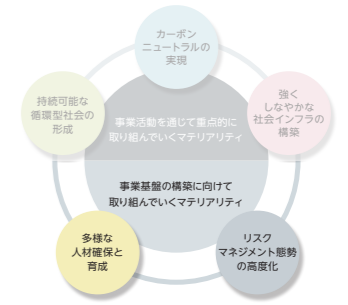 カーボン
ニュートラルの
実現
持続可能な
循環型社会の
形成
強く
しなやかな
社会インフラの
構築
事業活動を通じて重点的に
取り組んでいくマテリアリティ
事業基盤の構築に向けて
取り組んでいくマテリアリティ
多様な
人材確保と
育成
リスク
マネジメント態勢
の高度化